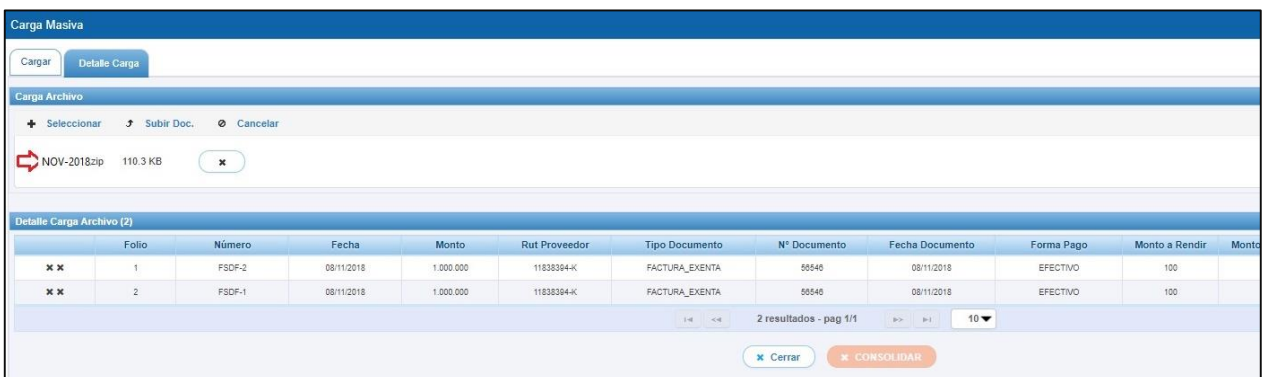 Carga Masiva
Cargar Detalle Carga
Carga Archivo
Seleccionar Subir Doc. Cancelar
NOV-2018zip 110.3 KB
Detalle Carga Archivo (2)
Folio Número Fecha Monto Rut Proveedor Tipo Documento N° Documento Fecha Documento Forma Pago Monto a Rendir Monto
1 FSDF-2 08/11/2018 1.000.000 11838394-K FACTURA_EXENTA 56546 08/11/2018 EFECTIVO 100
2 FSDF-1 08/11/2018 1.000.000 11838394-K FACTURA_EXENTA 56546 08/11/2018 EFECTIVO 100
2 resultados - pag 1/1 10
Cerrar CONSOLIDAR